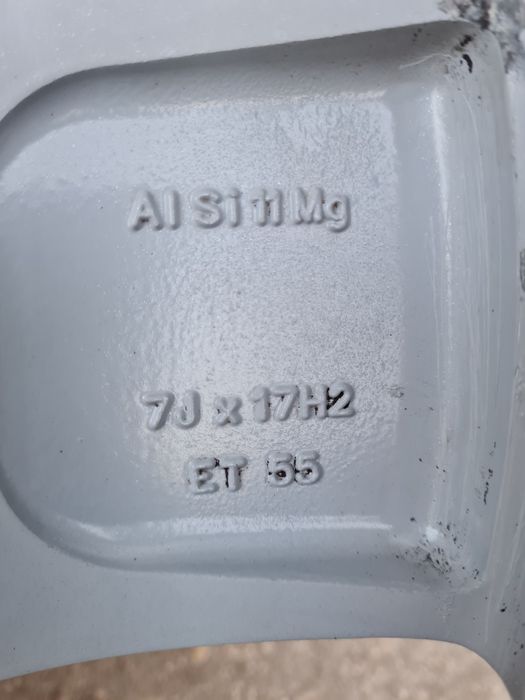 Al Si 11 Mg
7J x 17H2
ET 55